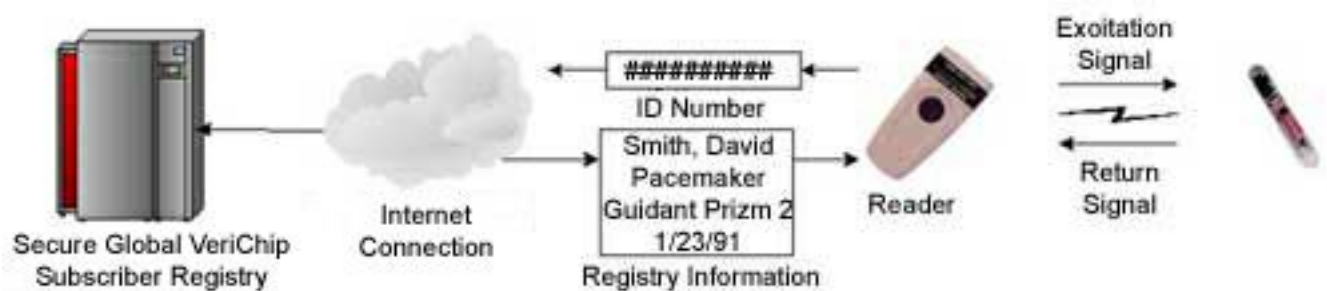 Secure Global VeriChip
Subscriber Registry
Internet
Connection
##########
ID Number
Smith, David
Pacemaker
Guidant Prizm 2
1/23/91
Registry Information
Reader
Exoitation
Signal
Return
Signal